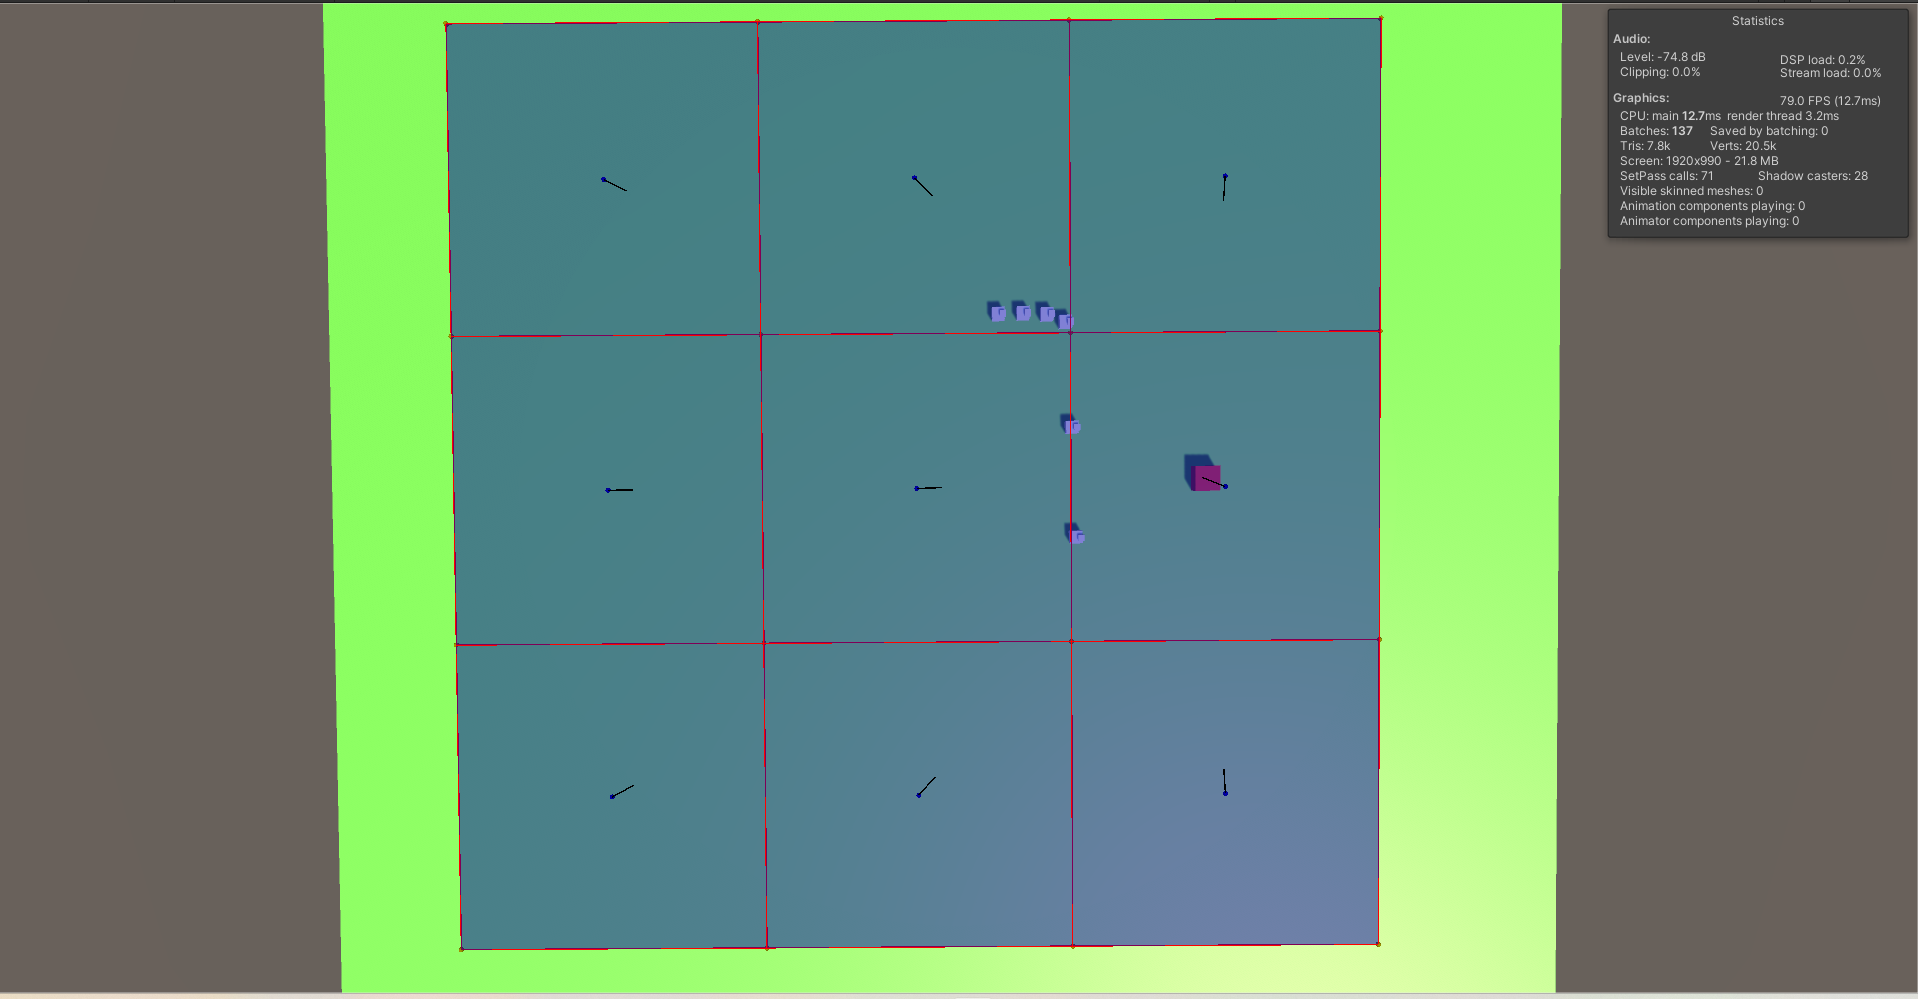 Statistics
Audio:
Level: -74.8 dB DSP load: 0.2%
Clipping: 0.0% Stream load: 0.0%
Graphics: 79.0 FPS (12.7ms)
CPU: main 12.7ms render thread 3.2ms
Batches: 137 Saved by batching: 0
Tris: 7.8k Verts: 20.5k
Screen: 1920x990 - 21.8 MB
SetPass calls: 71 Shadow casters: 28
Visible skinned meshes: 0
Animation components playing: 0
Animator components playing: 0